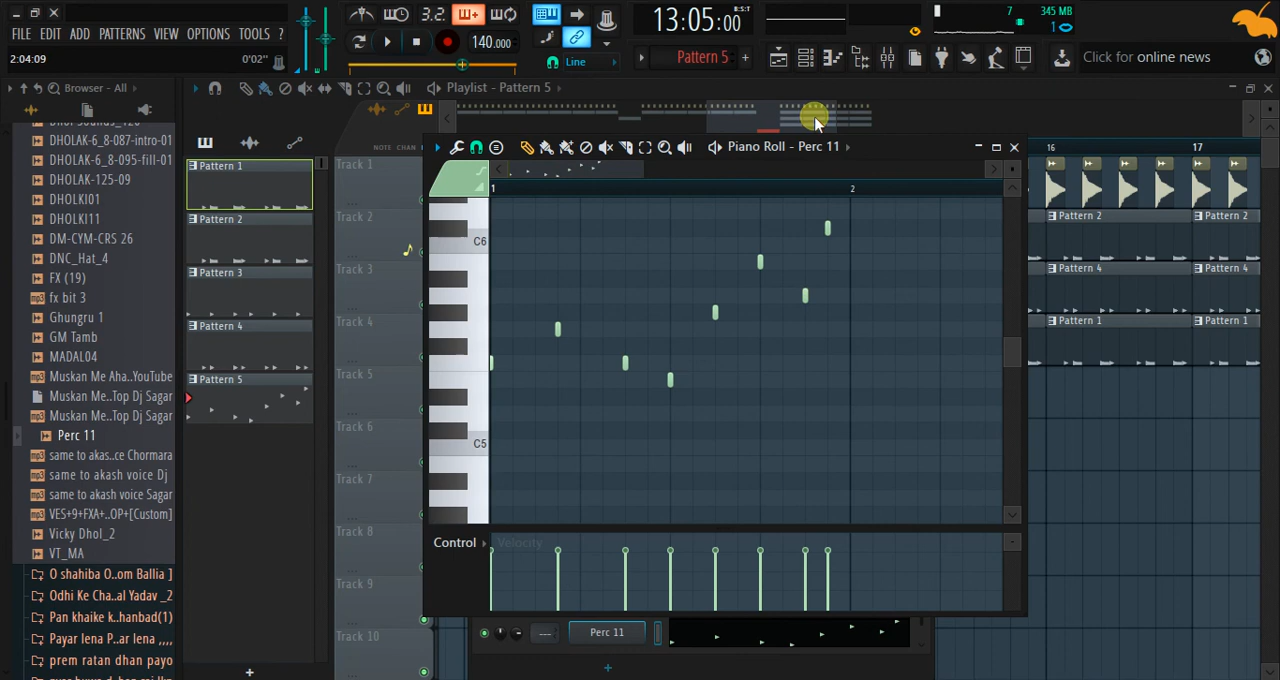 FILE EDIT ADD PATTERNS VIEW OPTIONS TOOLS ?
2:04:09
0'02"
3.2.
140.000
Line
13:05:00
B:S:T
Pattern 5
7
345 MB
1
Click for online news
Browser - All
Playlist - Pattern 5
DHOLAK-6_8-087-intro-01
DHOLAK-6_8-095-fill-01
DHOLAK-125-09
DHOLKI01
DHOLKI11
DM-CYM-CRS 26
DNC_Hat_4
FX (19)
fx bit 3
Ghungru 1
GM Tamb
MADAL04
Muskan Me Aha..YouTube
Muskan Me..Top Dj Sagar
Muskan Me..Top Dj Sagar
Perc 11
same to akas..ce Chormara
same to akash voice Dj
same to akash voice Sagar
VES+9+FXA+..OP+[Custom]
Vicky Dhol_2
VT_MA
O shahiba O..om Ballia ]
Odhi Ke Cha..al Yadav _2
Pan khaike k..hanbad(1)
Payar lena P..ar lena ,,,,
prem ratan dhan payo
Pattern 1
Pattern 2
Pattern 3
Pattern 4
Pattern 5
NOTE CHAN
Track 1
Track 2
Track 3
Track 4
Track 5
Track 6
Track 7
Track 8
Track 9
Track 10
Piano Roll - Perc 11
1
2
C6
C5
Control
Velocity
Perc 11
16
17
Pattern 2
Pattern 2
Pattern 4
Pattern 4
Pattern 1
Pattern 1